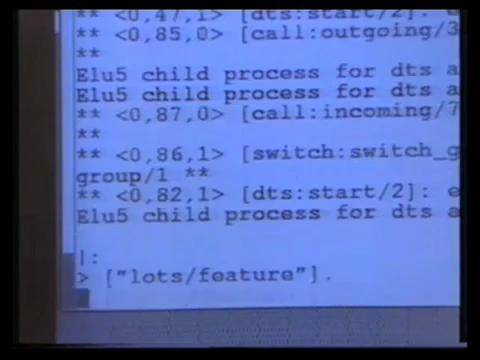 ** <0,47,1> [dts:start/2]: e
** <0,85,0> [call:outgoing/3
**
Elu5 child process for dts a
Elu5 child process for dts a
** <0,87,0> [call:incoming/7
**
** <0,86,1> [switch:switch_g
group/1 **
** <0,82,1> [dts:start/2]: e
Elu5 child process for dts a
|:
> ["lots/feature"].